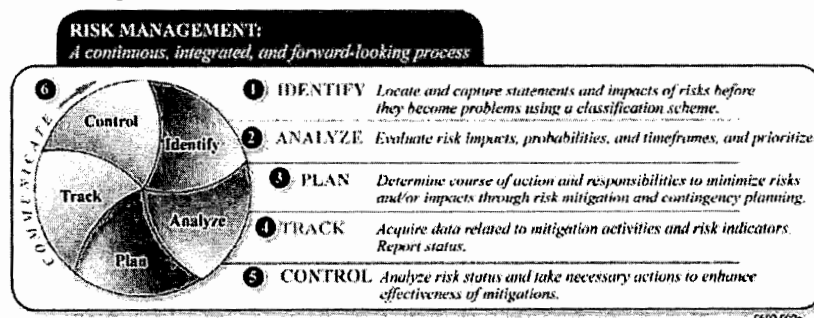 RISK MANAGEMENT:
A continuous, integrated, and forward-looking process
6
COMMUNICATE
Control
Identify
Track
Analyze
Plan
1 IDENTIFY Locate and capture statements and impacts of risks before
they become problems using a classification scheme.
2 ANALYZE Evaluate risk impacts, probabilities, and timeframes, and prioritize
3 PLAN Determine course of action and responsibilities to minimize risks
and/or impacts through risk mitigation and contingency planning.
4 TRACK Acquire data related to mitigation activities and risk indicators.
Report status.
5 CONTROL Analyze risk status and take necessary actions to enhance
effectiveness of mitigations.